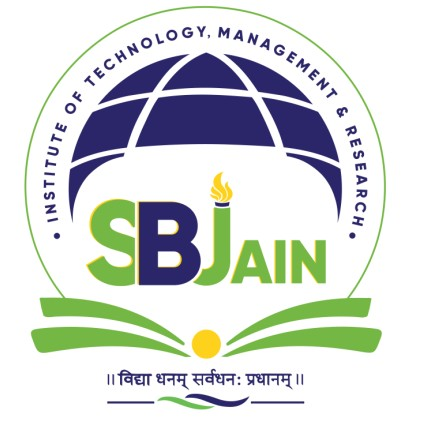 • INSTITUTE OF TECHNOLOGY, MANAGEMENT & RESEARCH •
SBJAIN
॥ विद्या धनम् सर्वधन: प्रधानम् ॥